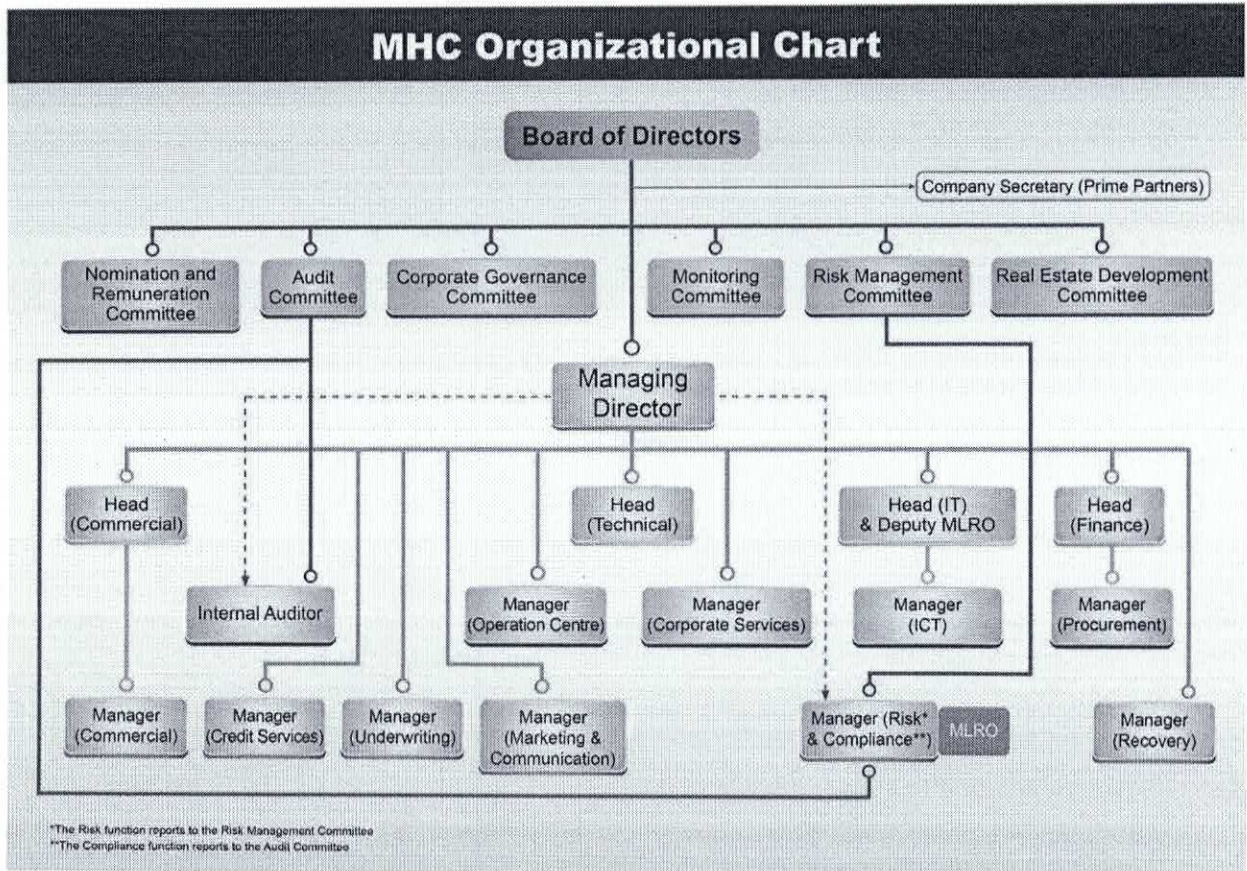 MHC Organizational Chart
Board of Directors
Company Secretary (Prime Partners)
Nomination and
Remuneration
Committee
Audit
Committee
Corporate Governance
Committee
Monitoring
Committee
Risk Management
Committee
Real Estate Development
Committee
Managing
Director
Head
(Commercial)
Head
(Technical)
Head (IT)
& Deputy MLRO
Head
(Finance)
Internal Auditor
Manager
(Operation Centre)
Manager
(Corporate Services)
Manager
(ICT)
Manager
(Procurement)
Manager
(Commercial)
Manager
(Credit Services)
Manager
(Underwriting)
Manager
(Marketing &
Communication)
Manager (Risk*
& Compliance**)
MLRO
Manager
(Recovery)
*The Risk function reports to the Risk Management Committee
**The Compliance function reports to the Audit Committee